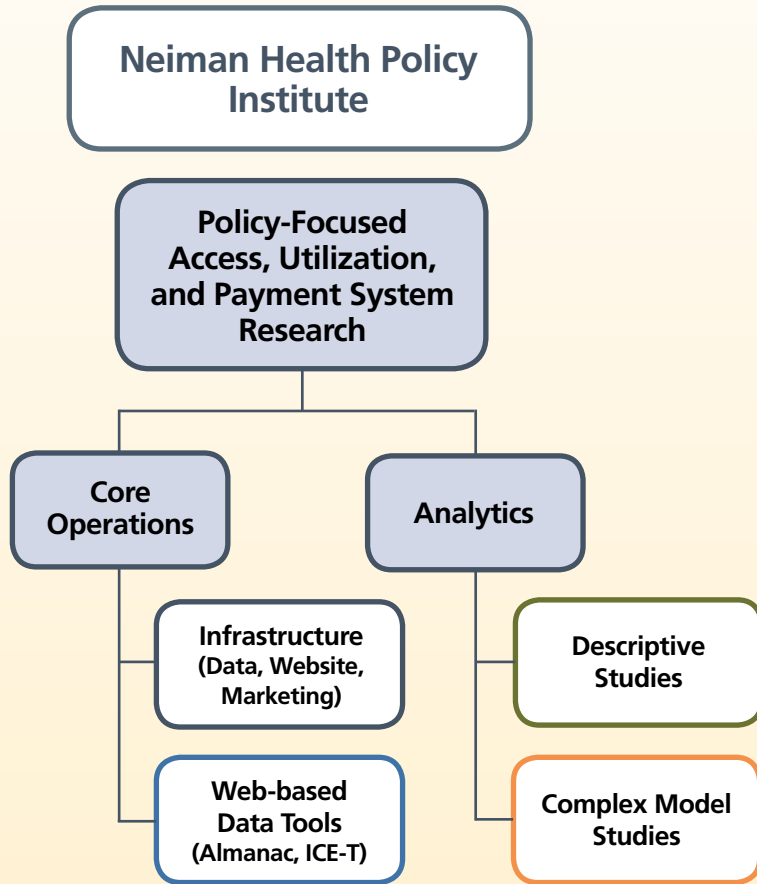 Neiman Health Policy
Institute
Policy-Focused
Access, Utilization,
and Payment System
Research
Core
Operations
Analytics
Infrastructure
(Data, Website,
Marketing)
Descriptive
Studies
Web-based
Data Tools
(Almanac, ICE-T)
Complex Model
Studies